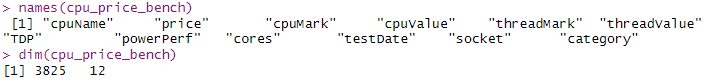 > names(cpu_price_bench)
 [1] "cpuName"     "price"       "cpuMark"     "cpuValue"    "threadMark"  "threadValue"
"TDP"         "powerPerf"   "cores"       "testDate"    "socket"      "category"
> dim(cpu_price_bench)
[1] 3825   12